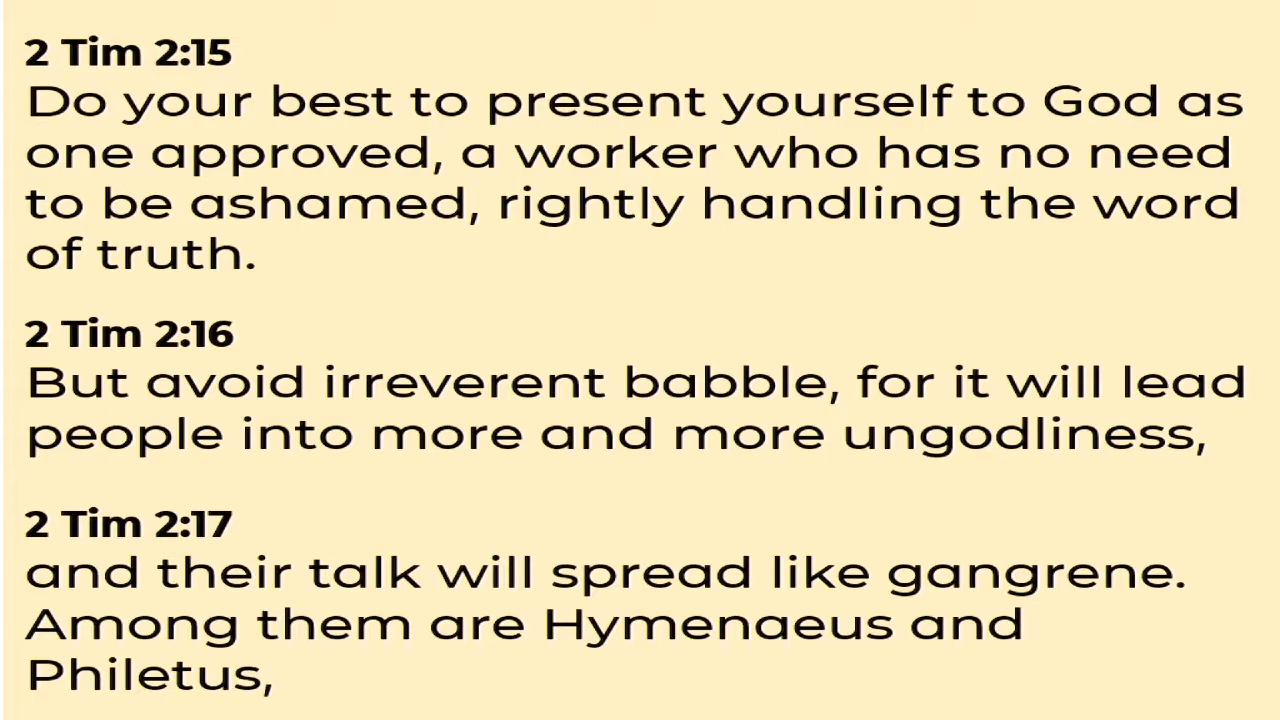 2 Tim 2:15
Do your best to present yourself to God as
one approved, a worker who has no need
to be ashamed, rightly handling the word
of truth.
2 Tim 2:16
But avoid irreverent babble, for it will lead
people into more and more ungodliness,
2 Tim 2:17
and their talk will spread like gangrene.
Among them are Hymenaeus and
Philetus,